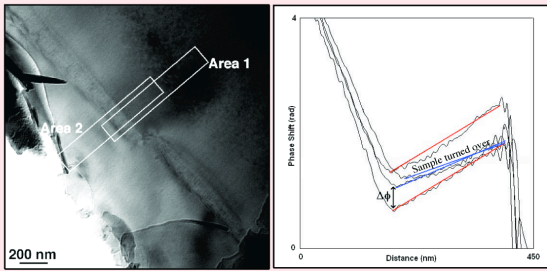 Area 1
Area 2
200 nm
4
Phase Shift (rad)
Sample turned over
Δϕ
0
0
Distance (nm)
450